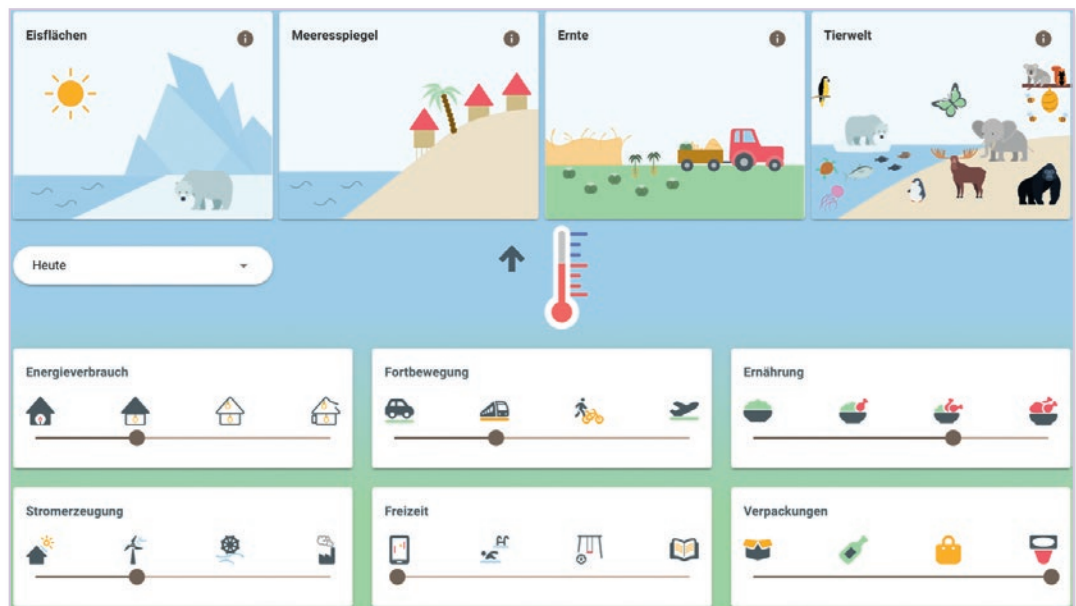 Eisflächen
Meeresspiegel
Ernte
Tierwelt
Heute
Energieverbrauch
Fortbewegung
Ernährung
Stromerzeugung
Freizeit
Verpackungen